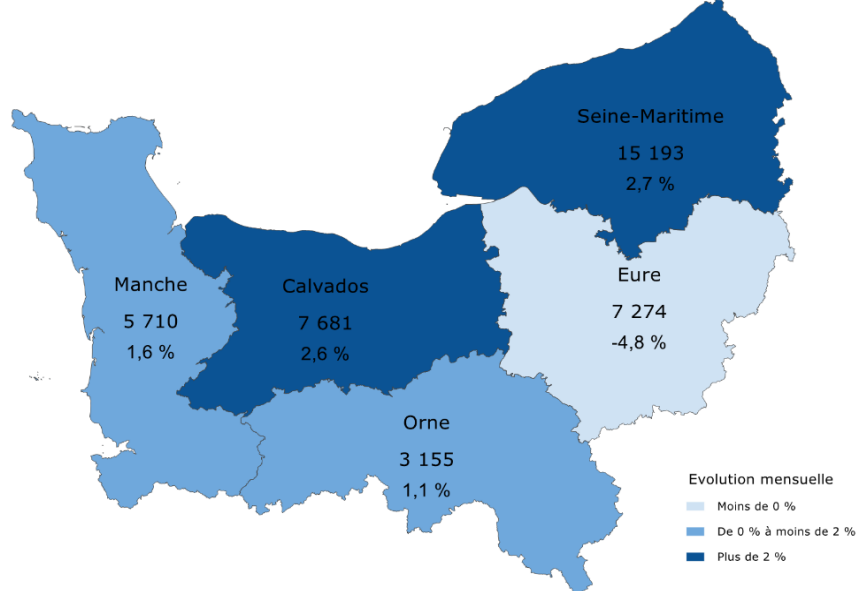 Seine-Maritime
15 193
2,7 %
Manche
5 710
1,6 %
Calvados
7 681
2,6 %
Eure
7 274
-4,8 %
Orne
3 155
1,1 %
Evolution mensuelle
Moins de 0 %
De 0 % à moins de 2 %
Plus de 2 %